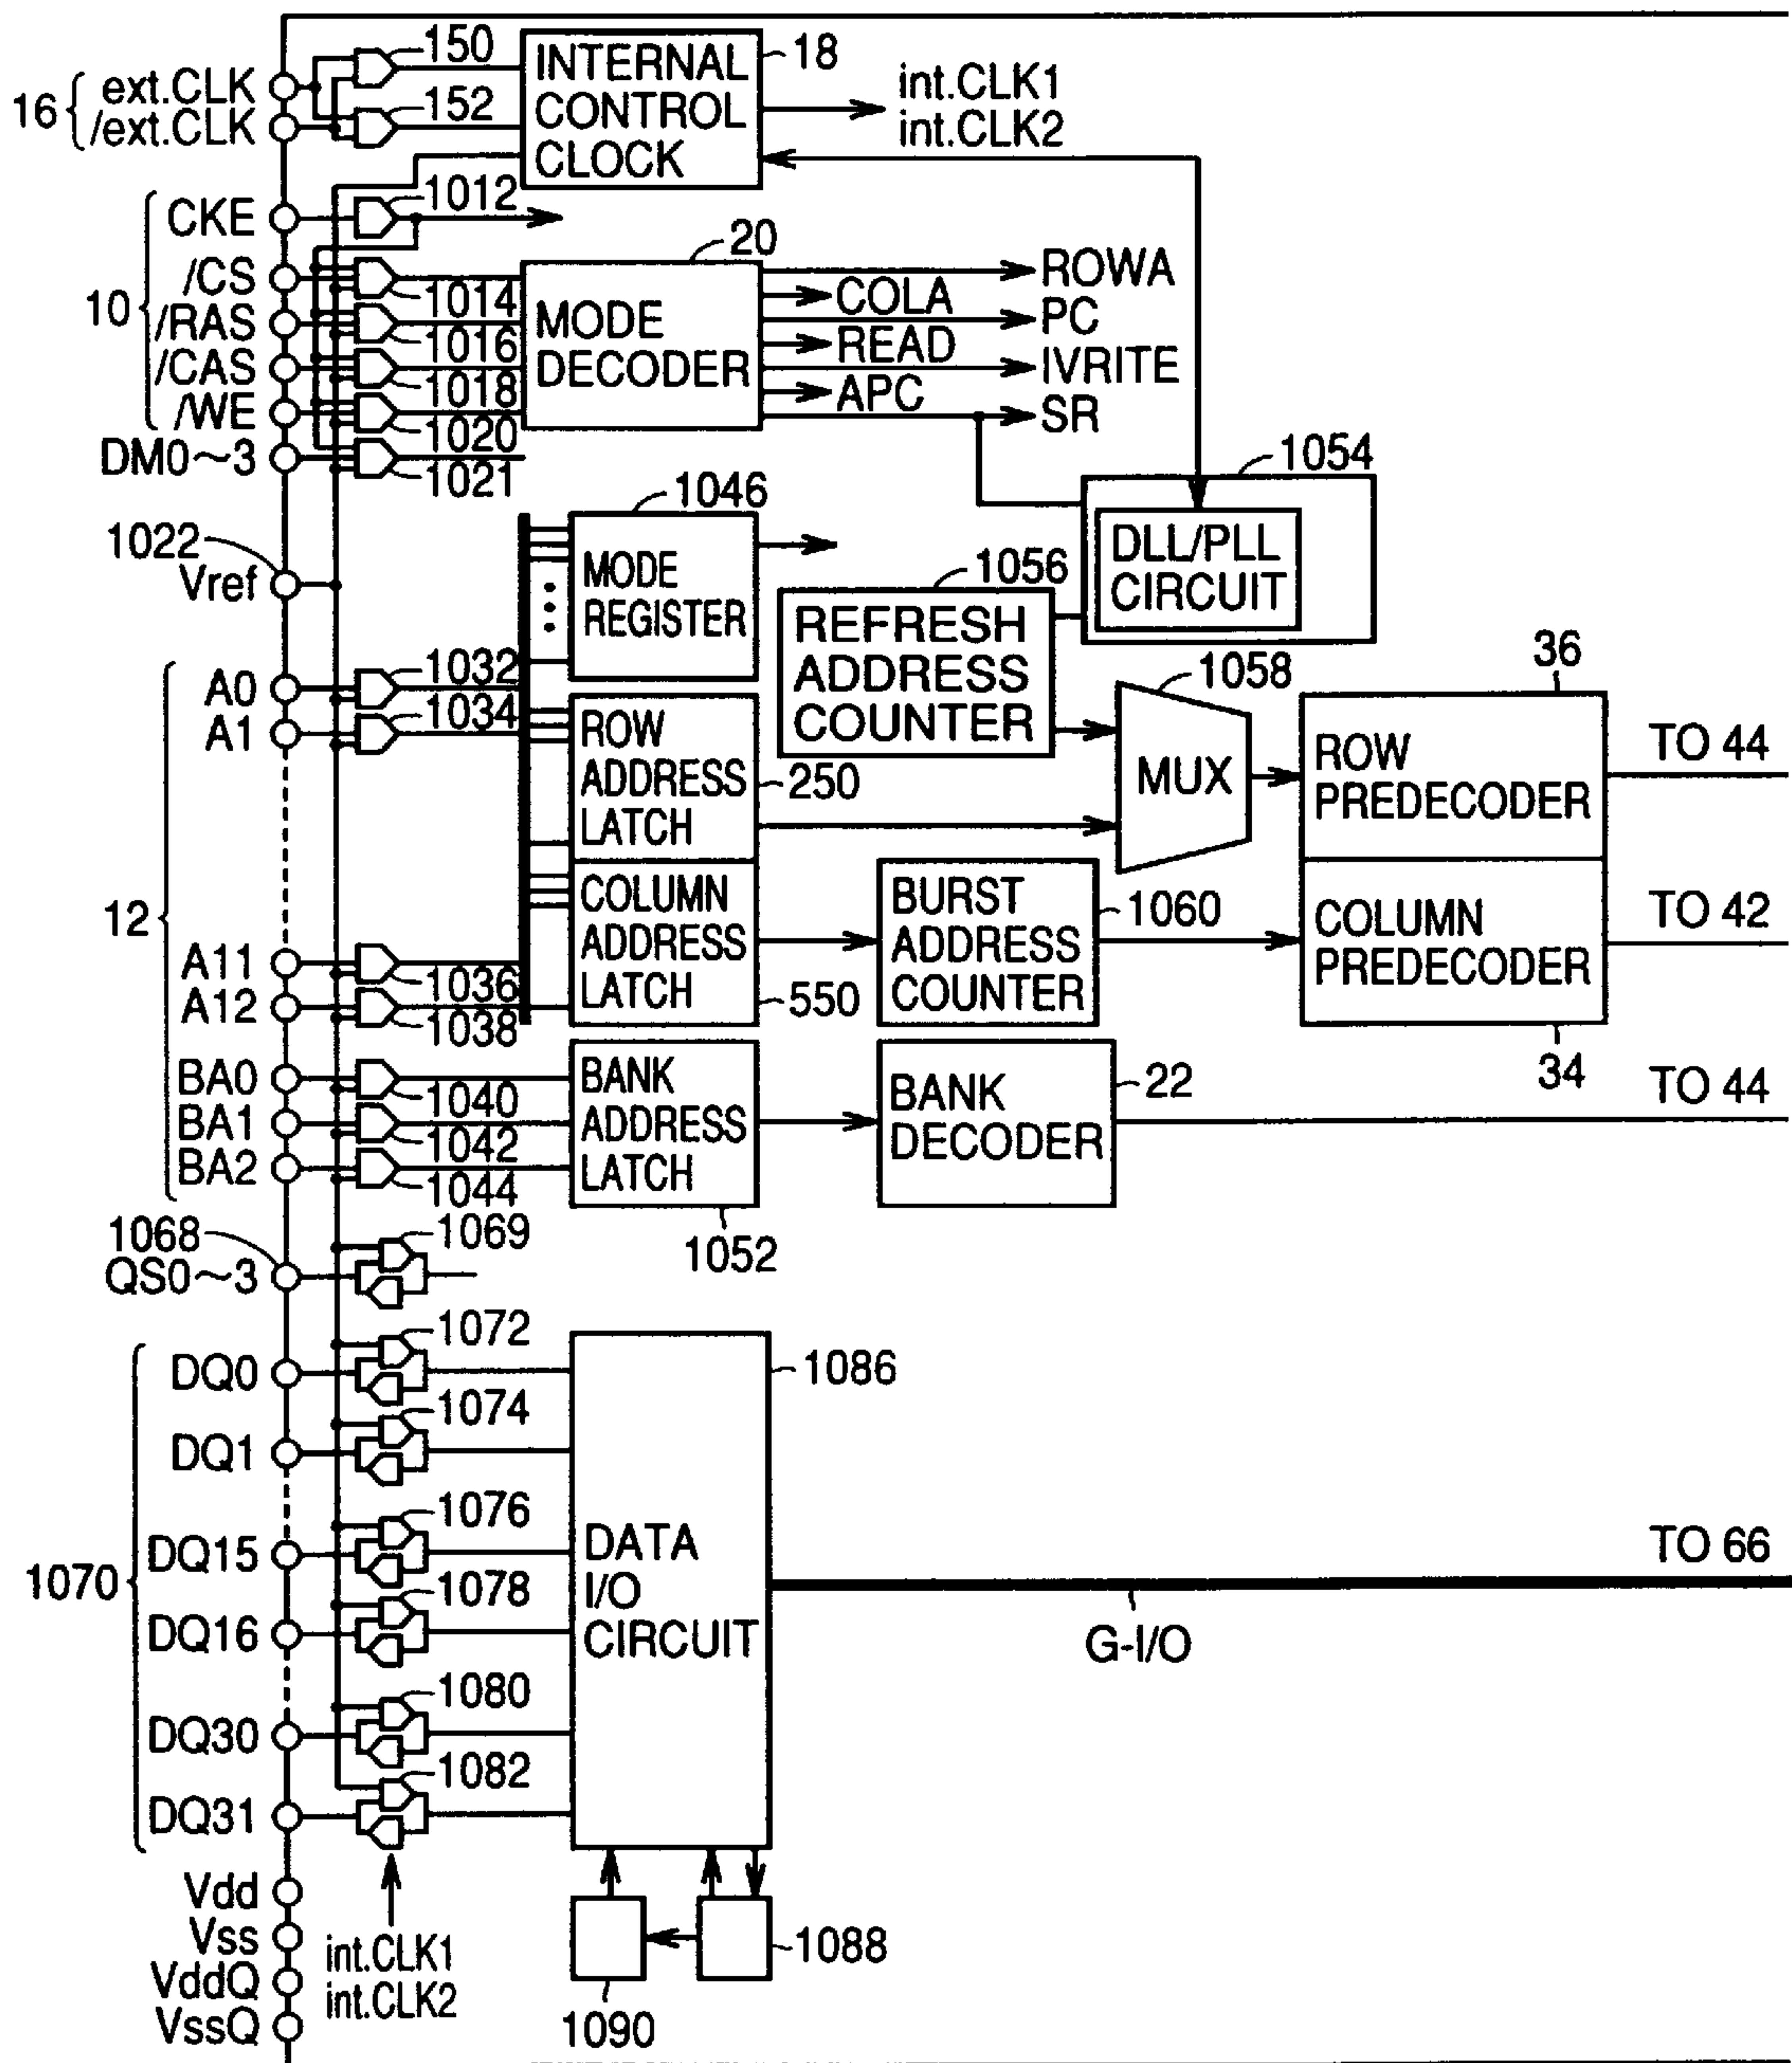 150
18
ext.CLK
INTERNAL
CONTROL
CLOCK
int.CLK1
16
152
/ext.CLK
int.CLK2
1012
CKE
20
/CS
1014
ROWA
COLA
10
/RAS
1016
MODE
DECODER
PC
READ
/CAS
1018
IVRITE
APC
/WE
1020
SR
DM0~3
1021
1054
1046
1022
Vref
MODE
REGISTER
DLL/PLL
CIRCUIT
1056
REFRESH
ADDRESS
COUNTER
36
1032
A0
1058
1034
A1
ROW
ADDRESS
LATCH
250
MUX
ROW
PREDECODER
TO 44
12
COLUMN
ADDRESS
LATCH
BURST
ADDRESS
COUNTER
1060
COLUMN
PREDECODER
TO 42
A11
1036
A12
1038
550
34
BA0
1040
BANK
ADDRESS
LATCH
BANK
DECODER
22
TO 44
BA1
1042
BA2
1044
1052
1068
1069
QS0~3
1072
DQ0
1086
1074
DQ1
1076
DQ15
DATA
I/O
CIRCUIT
TO 66
1070
1078
DQ16
G-I/O
1080
DQ30
1082
DQ31
Vdd
Vss
int.CLK1
1088
VddQ
int.CLK2
VssQ
1090